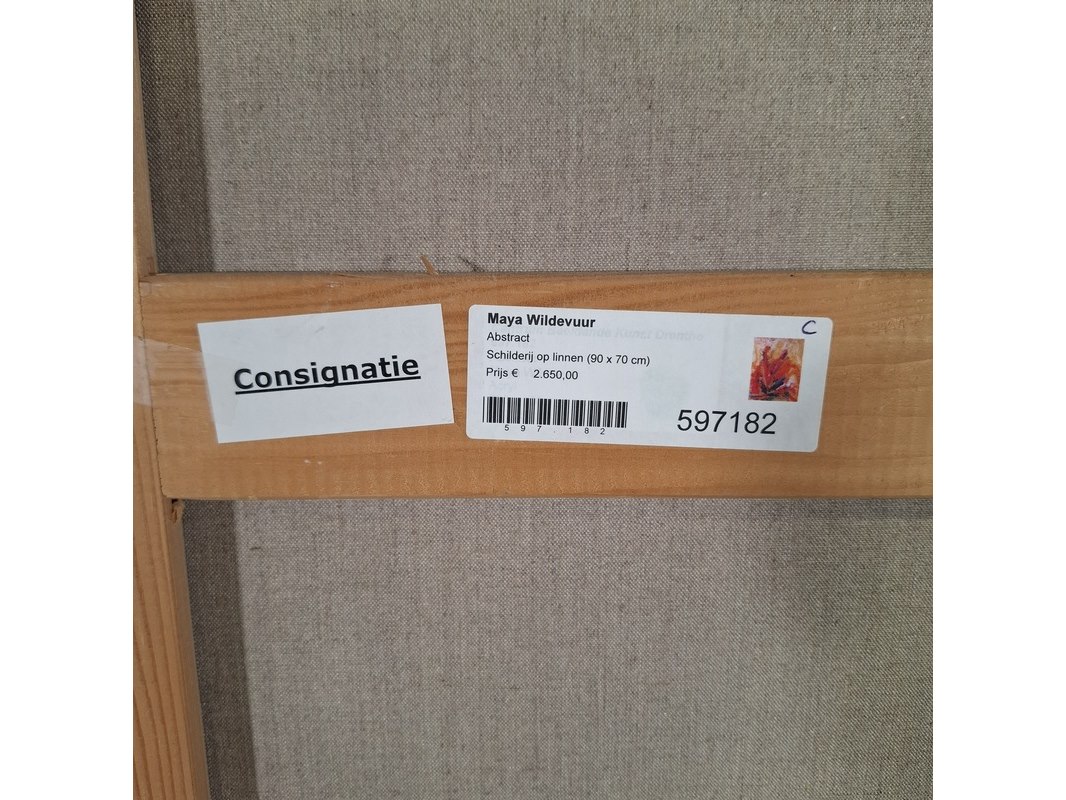 Consignatie
Maya Wildevuur
C
Abstract
Schilderij op linnen (90 x 70 cm)
Prijs € 2.650,00
597.182
597182